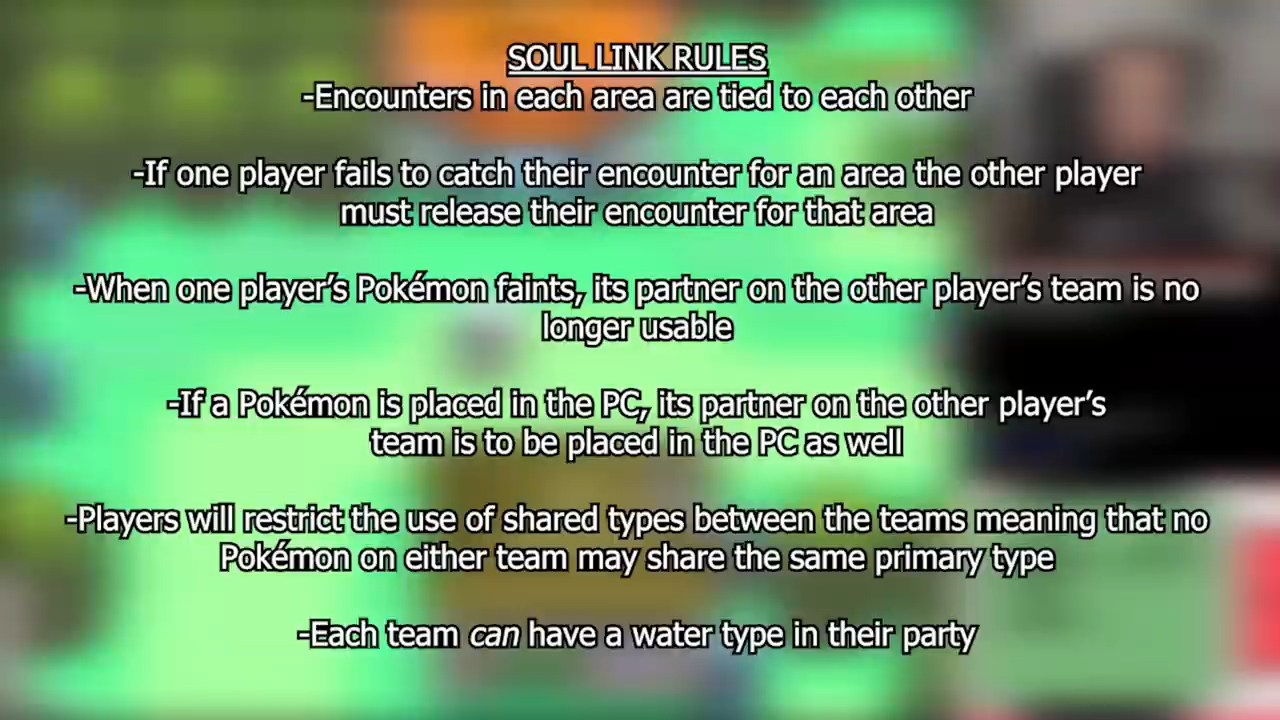 SOUL LINK RULES
-Encounters in each area are tied to each other
-If one player fails to catch their encounter for an area the other player
must release their encounter for that area
-When one player’s Pokémon faints, its partner on the other player’s team is no
longer usable
-If a Pokémon is placed in the PC, its partner on the other player’s
team is to be placed in the PC as well
-Players will restrict the use of shared types between the teams meaning that no
Pokémon on either team may share the same primary type
-Each team can have a water type in their party